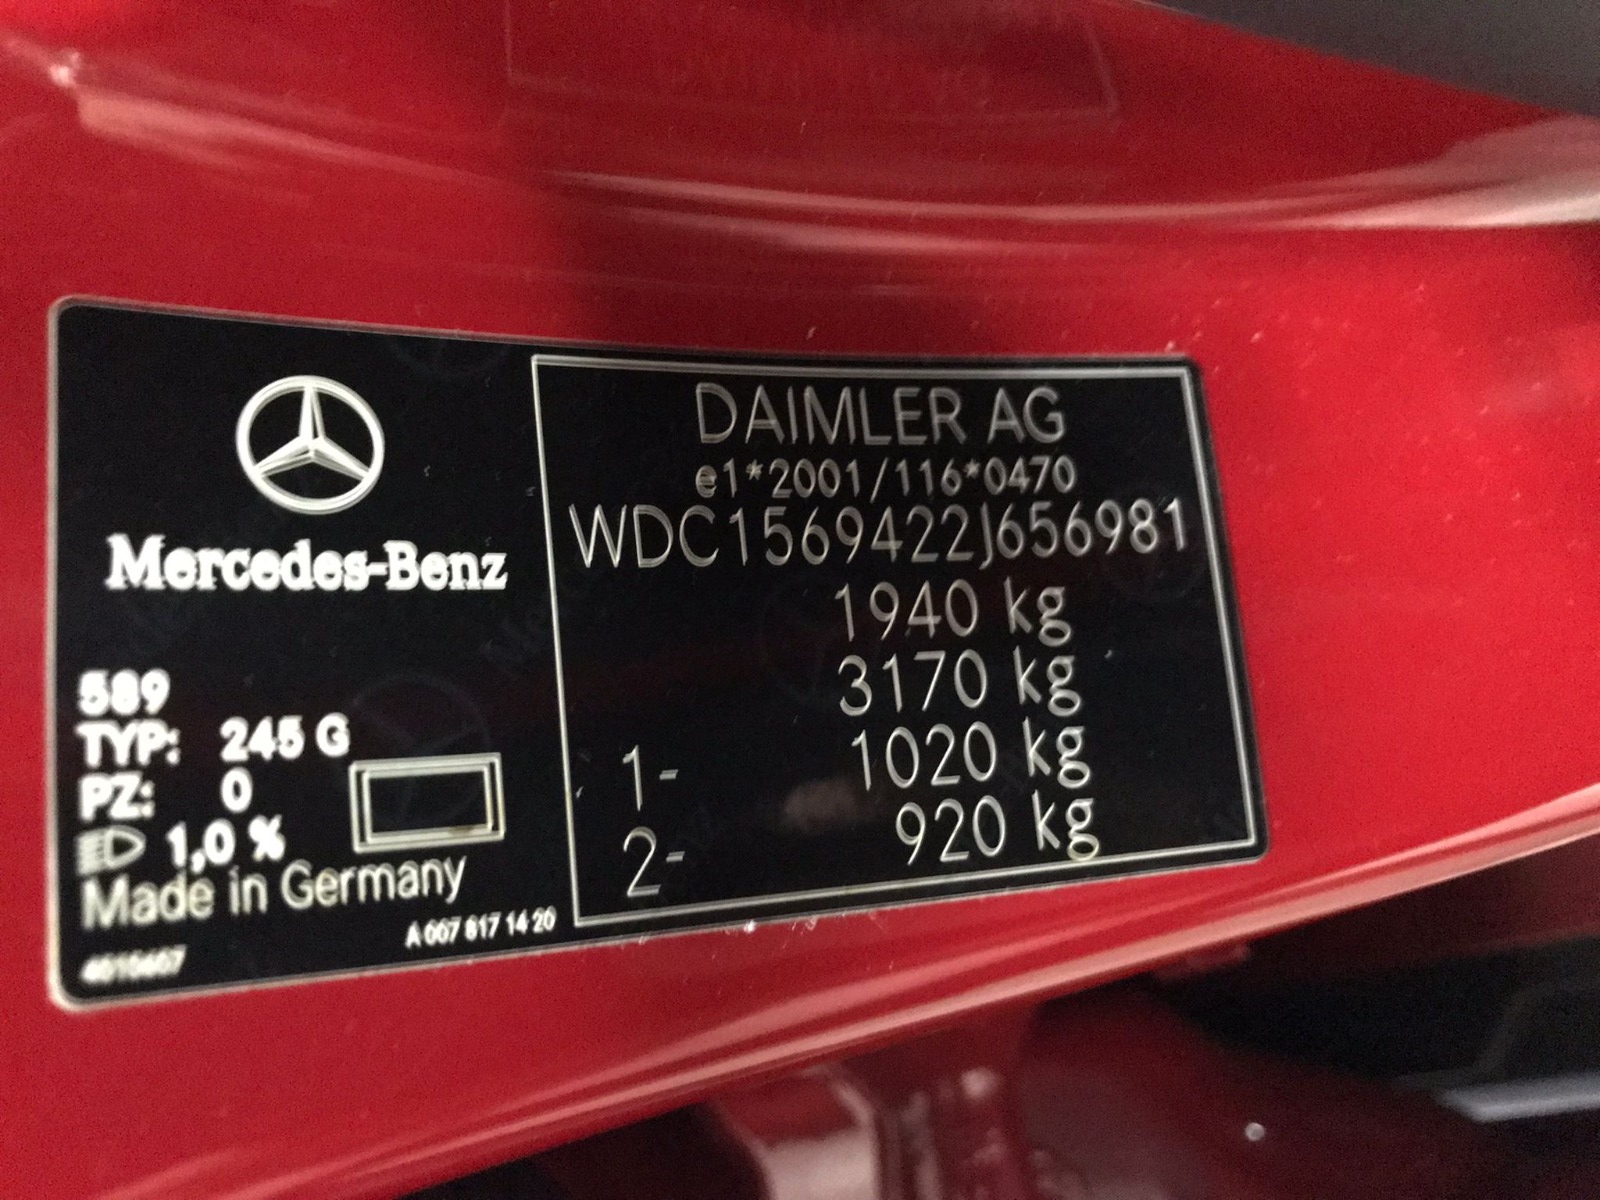 Mercedes-Benz
589
TYP: 245 G
PZ: 0
1,0 %
Made in Germany
A 007 817 14 20
DAIMLER AG
e1*2001/116*0470
WDC1569422J656981
1940 kg
3170 kg
1- 1020 kg
2- 920 kg